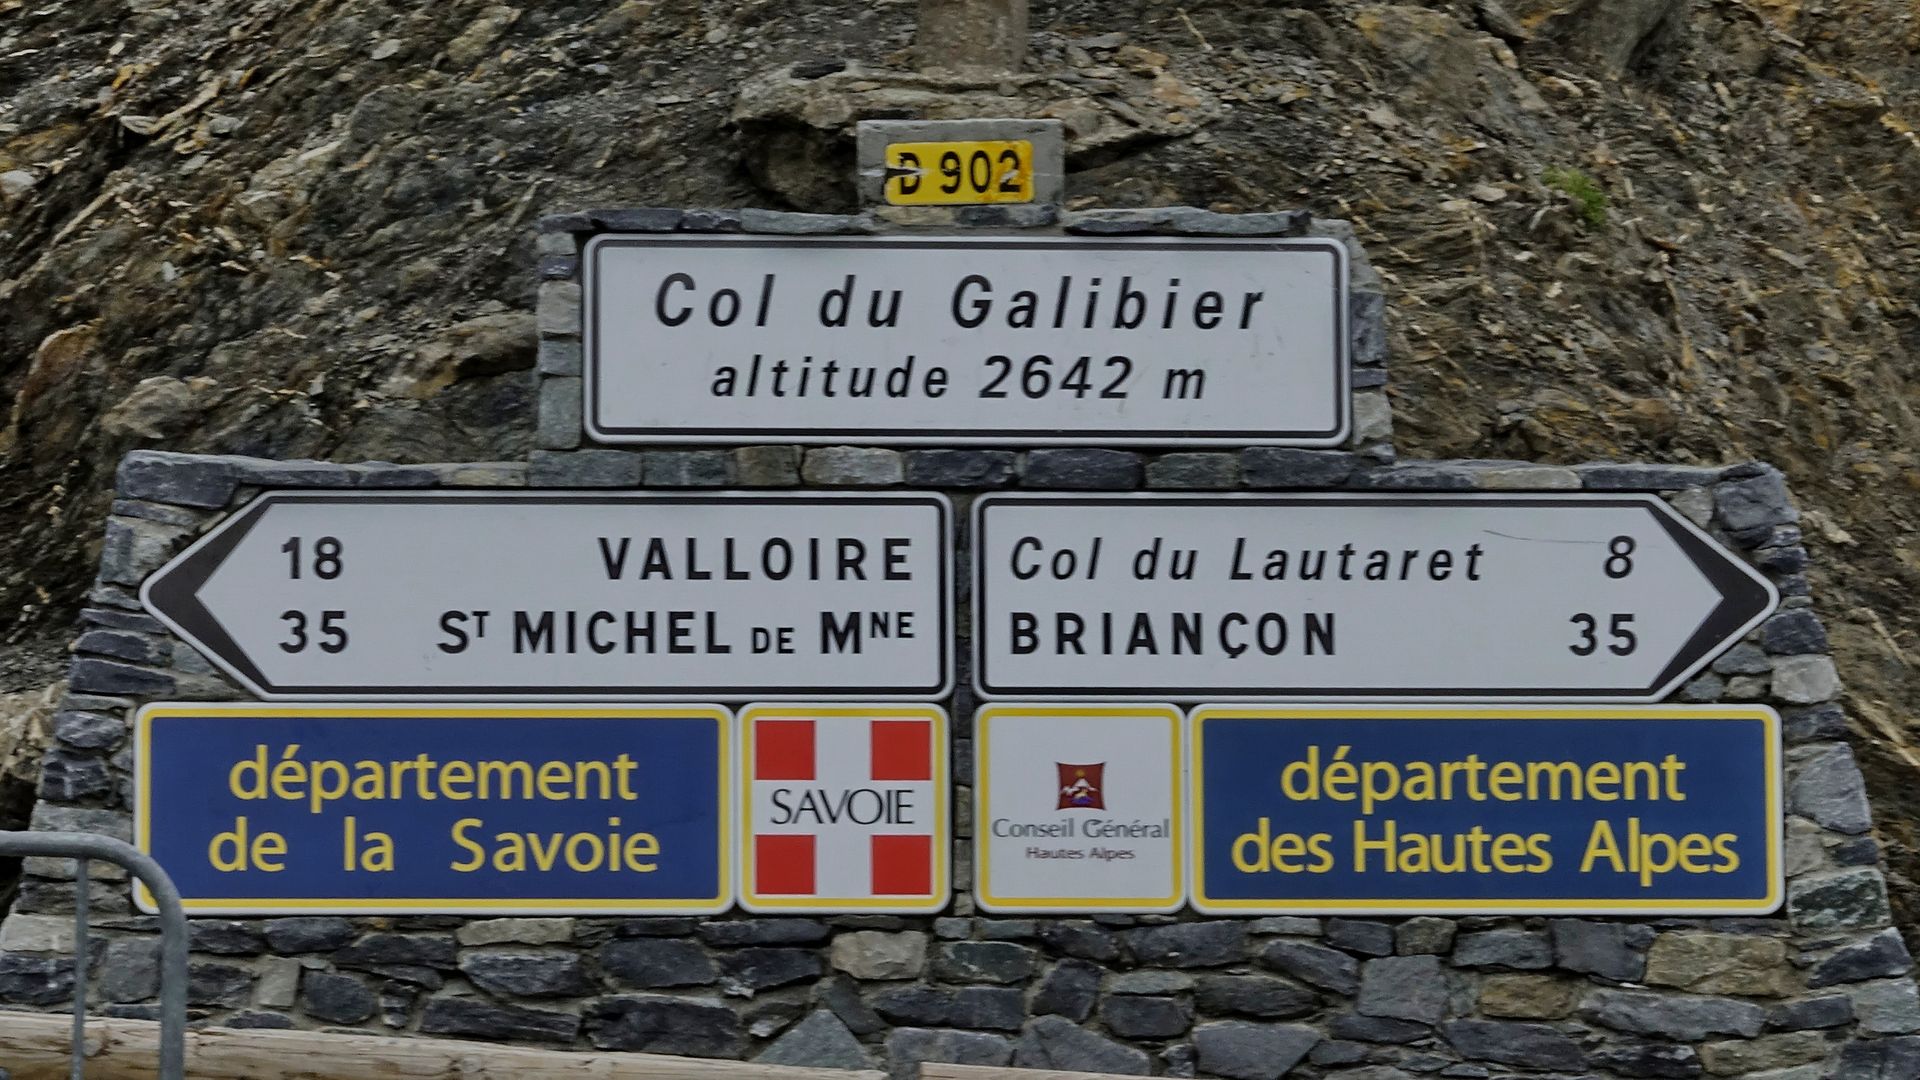 D 902
Col du Galibier
altitude 2642 m
18 VALLOIRE
35 ST MICHEL DE MNE
Col du Lautaret 8
BRIANÇON 35
département
de la Savoie
SAVOIE
Conseil Général
Hautes Alpes
département
des Hautes Alpes